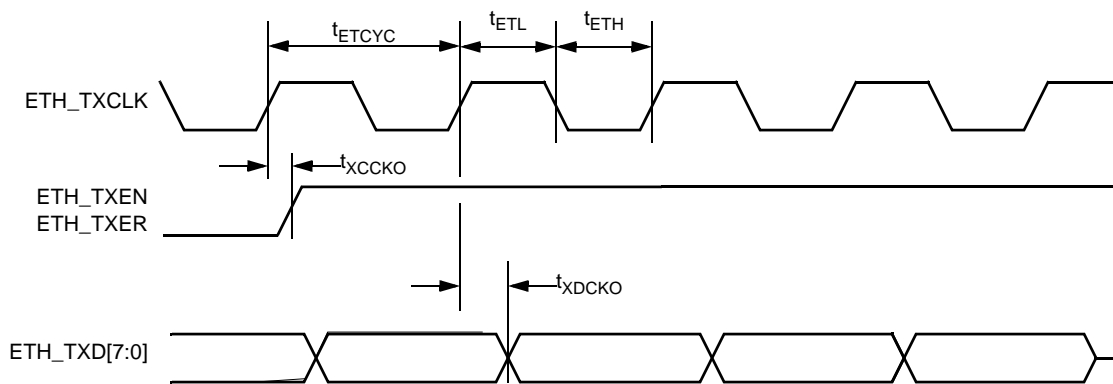 tETCYC tETL tETH
ETH_TXCLK
tXCCKO
ETH_TXEN
ETH_TXER
tXDCKO
ETH_TXD[7:0]